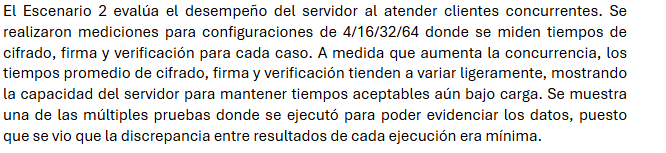 El Escenario 2 evalúa el desempeño del servidor al atender clientes concurrentes. Se
realizaron mediciones para configuraciones de 4/16/32/64 donde se miden tiempos de
cifrado, firma y verificación para cada caso. A medida que aumenta la concurrencia, los
tiempos promedio de cifrado, firma y verificación tienden a variar ligeramente, mostrando
la capacidad del servidor para mantener tiempos aceptables aún bajo carga. Se muestra
una de las múltiples pruebas donde se ejecutó para poder evidenciar los datos, puesto
que se vio que la discrepancia entre resultados de cada ejecución era mínima.